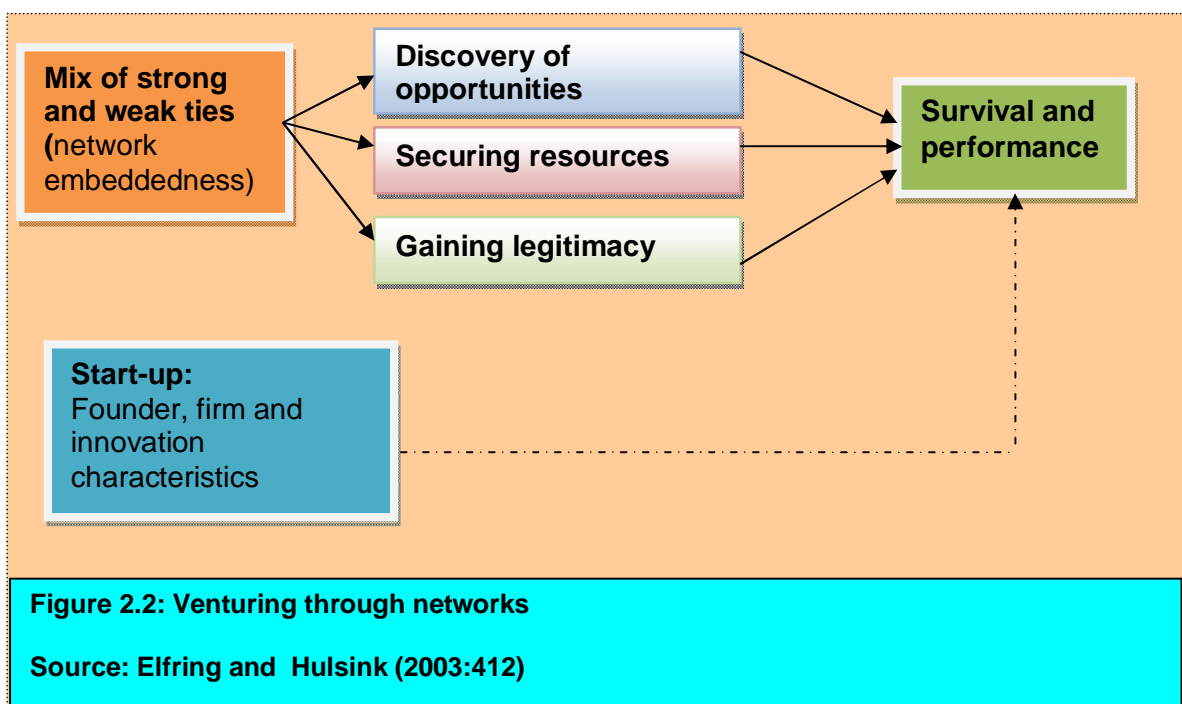 Mix of strong
and weak ties
(network
embeddedness)
Discovery of
opportunities
Securing resources
Gaining legitimacy
Survival and
performance
Start-up:
Founder, firm and
innovation
characteristics
Figure 2.2: Venturing through networks
Source: Elfring and  Hulsink (2003:412)